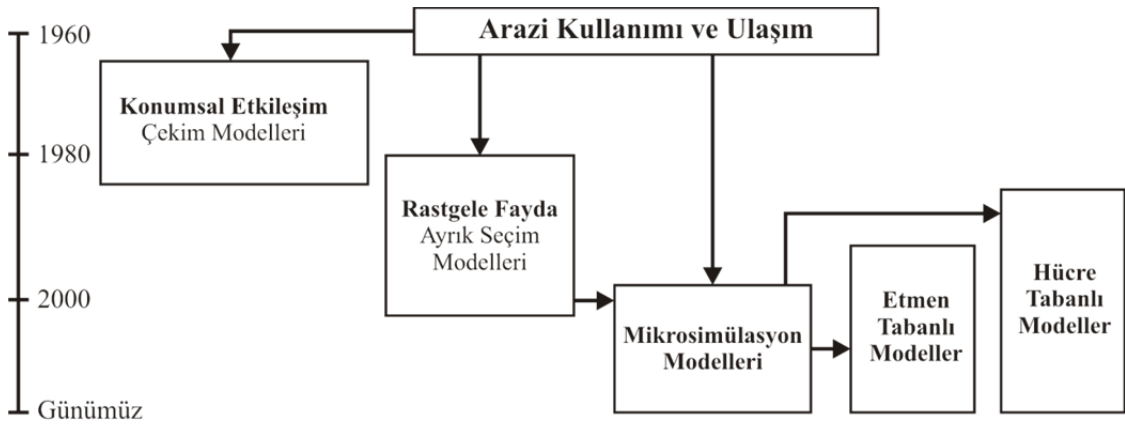 Arazi Kullanımı ve Ulaşım
1960
Konumsal Etkileşim
Çekim Modelleri
1980
Rastgele Fayda
Ayrık Seçim
Modelleri
2000
Mikrosimülasyon
Modelleri
Etmen
Tabanlı
Modeller
Hücre
Tabanlı
Modeller
Günümüz